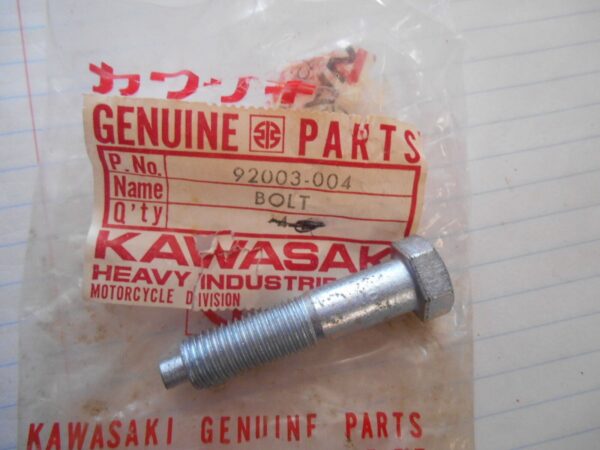 カワサキ
GENUINE PARTS
P. No. 92003-004
Name BOLT
Q'ty
KAWASAKI
HEAVY INDUSTRIES
MOTORCYCLE DIVISION
KAWASAKI GENUINE PARTS